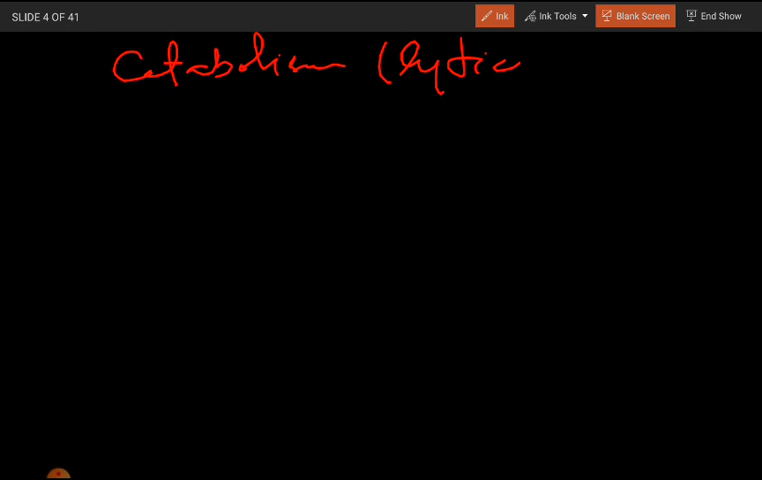 SLIDE 4 OF 41 Ink Ink Tools Blank Screen End Show
Catabolism (lytic